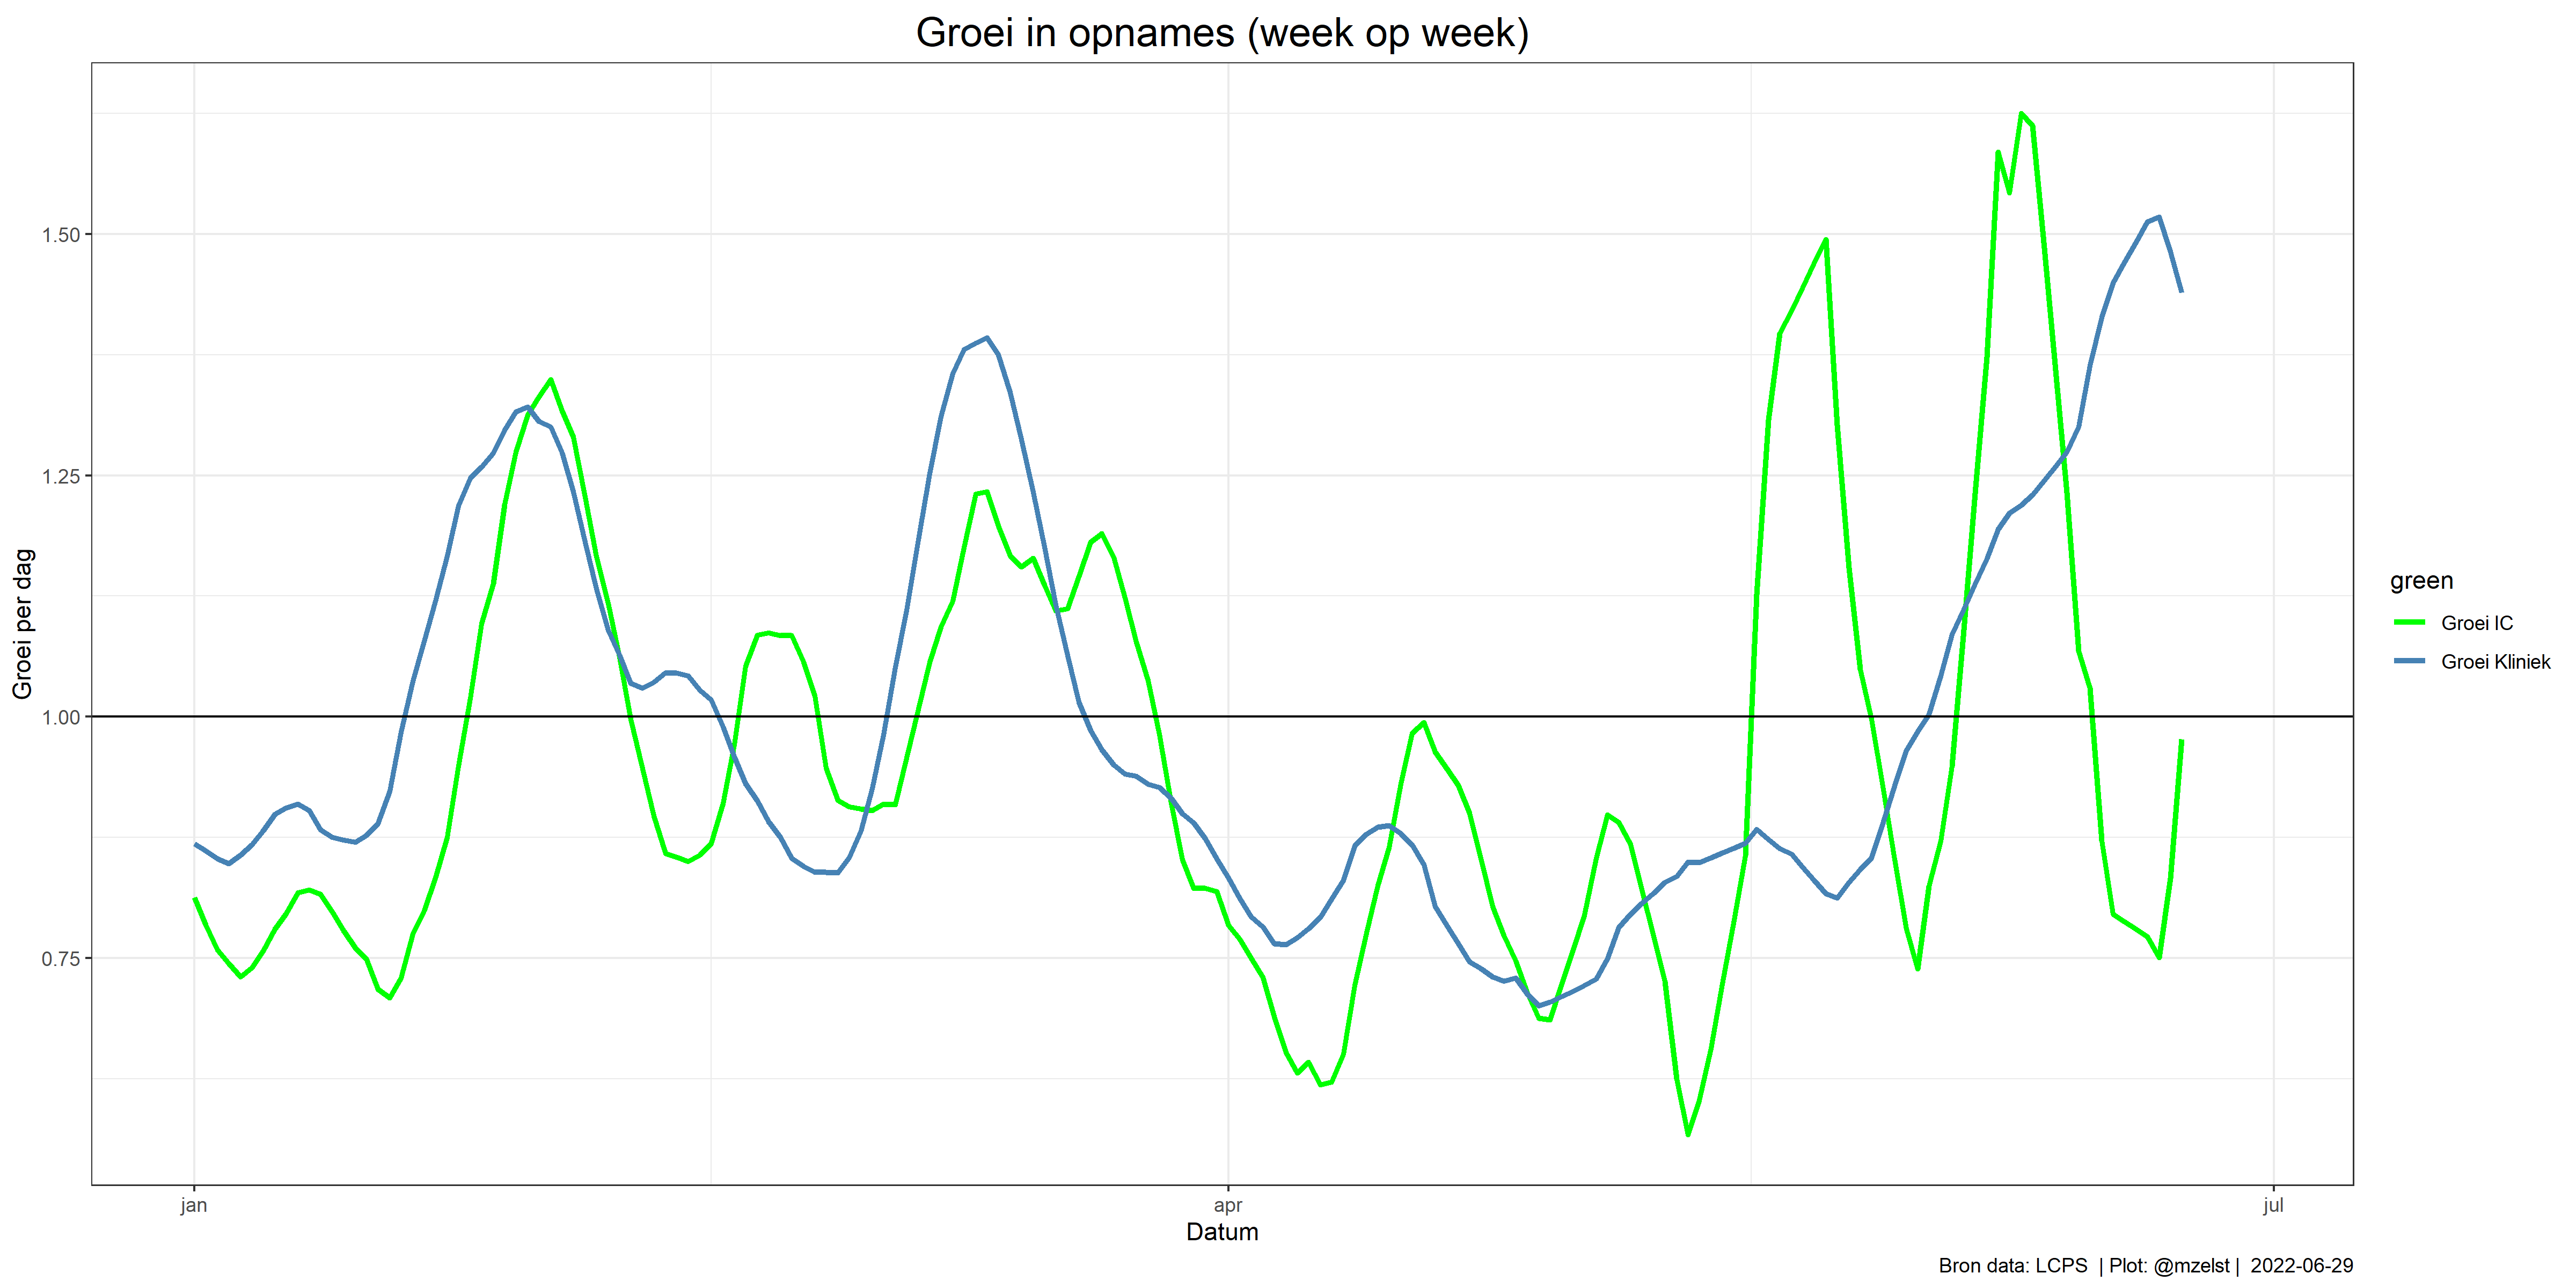 Groei in opnames (week op week)
Groei per dag
1.50
1.25
1.00
0.75
jan
apr
jul
Datum
green
Groei IC
Groei Kliniek
Bron data: LCPS | Plot: @mzelst | 2022-06-29